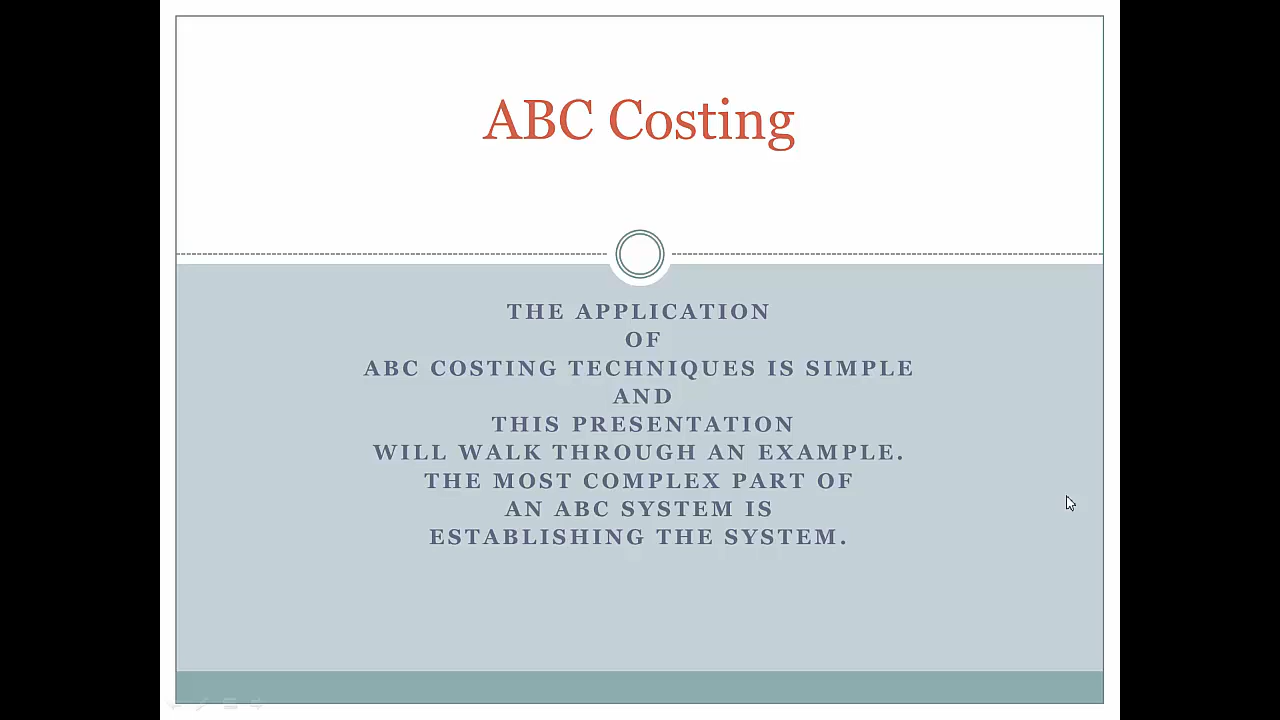 ABC Costing
THE APPLICATION
OF
ABC COSTING TECHNIQUES IS SIMPLE
AND
THIS PRESENTATION
WILL WALK THROUGH AN EXAMPLE.
THE MOST COMPLEX PART OF
AN ABC SYSTEM IS
ESTABLISHING THE SYSTEM.